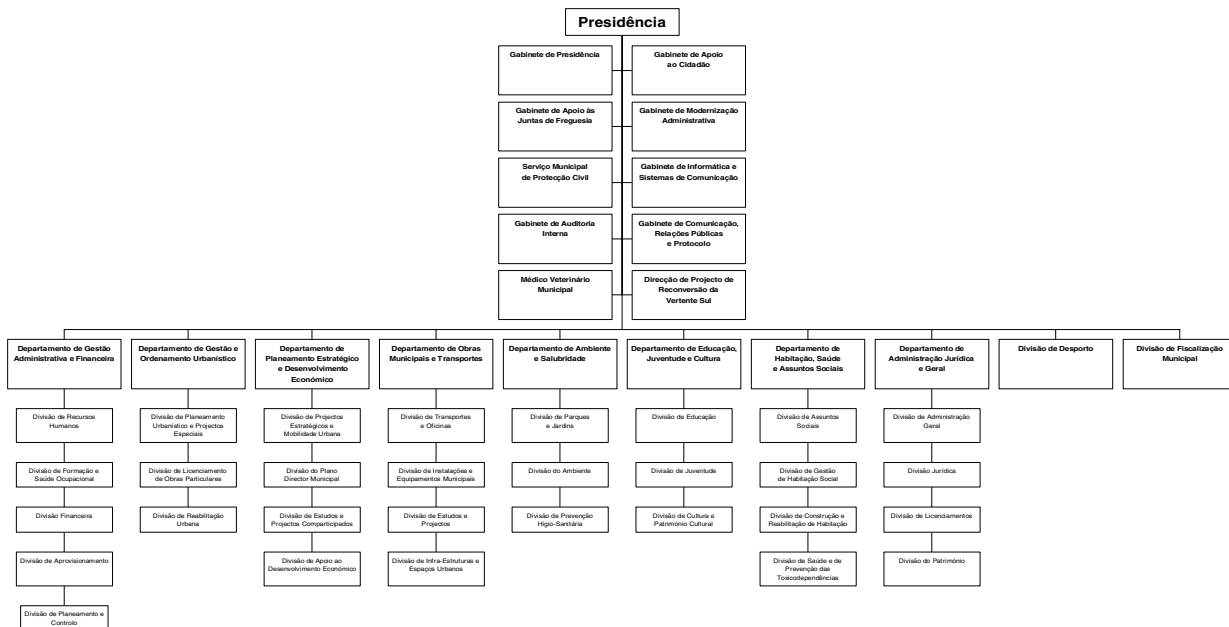 Presidência
Gabinete de Presidência
Gabinete de Apoio
ao Cidadão
Gabinete de Apoio às
Juntas de Freguesia
Gabinete de Modernização
Administrativa
Serviço Municipal
de Protecção Civil
Gabinete de Informática e
Sistemas de Comunicação
Gabinete de Auditoria
Interna
Gabinete de Comunicação,
Relações Públicas
e Protocolo
Médico Veterinário
Municipal
Direcção de Projecto de
Reconversão da
Vertente Sul
Departamento de Gestão
Administrativa e Financeira
Departamento de Gestão e
Ordenamento Urbanístico
Departamento de
Planeamento Estratégico
e Desenvolvimento
Económico
Departamento de Obras
Municipais e Transportes
Departamento de Ambiente
e Salubridade
Departamento de Educação,
Juventude e Cultura
Departamento de
Habitação, Saúde
e Assuntos Sociais
Departamento de
Administração Jurídica
e Geral
Divisão de Desporto
Divisão de Fiscalização
Municipal
Divisão de Recursos
Humanos
Divisão de Planeamento
Urbanístico e Projectos
Especiais
Divisão de Projectos
Estratégicos e
Mobilidade Urbana
Divisão de Transportes
e Oficinas
Divisão de Parques
e Jardins
Divisão de Educação
Divisão de Assuntos
Sociais
Divisão de Administração
Geral
Divisão de Formação e
Saúde Ocupacional
Divisão de Licenciamento
de Obras Particulares
Divisão do Plano
Director Municipal
Divisão de Instalações e
Equipamentos Municipais
Divisão do Ambiente
Divisão de Juventude
Divisão de Gestão
de Habitação Social
Divisão Jurídica
Divisão Financeira
Divisão de Reabilitação
Urbana
Divisão de Estudos e
Projectos Comparticipados
Divisão de Estudos e
Projectos
Divisão de Prevenção
Higio-Sanitária
Divisão de Cultura e
Património Cultural
Divisão de Construção e
Reabilitação de Habitação
Divisão de Licenciamentos
Divisão de Aprovisionamento
Divisão de Apoio ao
Desenvolvimento Económico
Divisão de Infra-Estruturas e
Espaços Urbanos
Divisão de Saúde e de
Prevenção das
Toxicodependências
Divisão do Património
Divisão de Planeamento e
Controlo